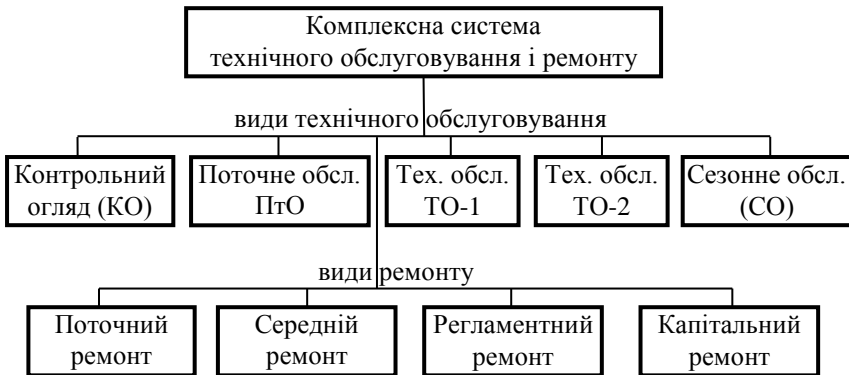 Комплексна система
технічного обслуговування і ремонту
види технічного обслуговування
Контрольний
огляд (КО)
Поточне обсл.
ПтО
Тех. обсл.
ТО-1
Тех. обсл.
ТО-2
Сезонне обсл.
(СО)
види ремонту
Поточний
ремонт
Середній
ремонт
Регламентний
ремонт
Капітальний
ремонт